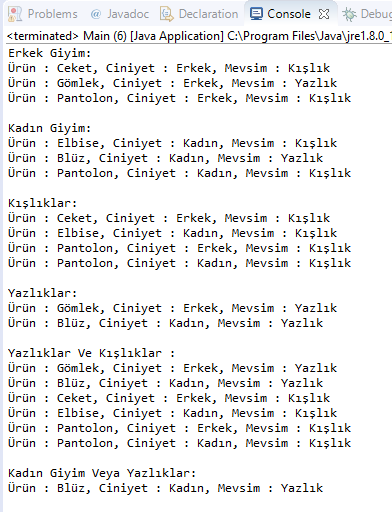 Problems @ Javadoc Declaration Console Debug
<terminated> Main (6) [Java Application] C:\Program Files\Java\jre1.8.0_
Erkek Giyim:
Ürün : Ceket, Ciniyet : Erkek, Mevsim : Kışlık
Ürün : Gömlek, Ciniyet : Erkek, Mevsim : Yazlık
Ürün : Pantolon, Ciniyet : Erkek, Mevsim : Kışlık
Kadın Giyim:
Ürün : Elbise, Ciniyet : Kadın, Mevsim : Kışlık
Ürün : Blüz, Ciniyet : Kadın, Mevsim : Yazlık
Ürün : Pantolon, Ciniyet : Kadın, Mevsim : Kışlık
Kışlıklar:
Ürün : Ceket, Ciniyet : Erkek, Mevsim : Kışlık
Ürün : Elbise, Ciniyet : Kadın, Mevsim : Kışlık
Ürün : Pantolon, Ciniyet : Erkek, Mevsim : Kışlık
Ürün : Pantolon, Ciniyet : Kadın, Mevsim : Kışlık
Yazlıklar:
Ürün : Gömlek, Ciniyet : Erkek, Mevsim : Yazlık
Ürün : Blüz, Ciniyet : Kadın, Mevsim : Yazlık
Yazlıklar Ve Kışlıklar :
Ürün : Gömlek, Ciniyet : Erkek, Mevsim : Yazlık
Ürün : Blüz, Ciniyet : Kadın, Mevsim : Yazlık
Ürün : Ceket, Ciniyet : Erkek, Mevsim : Kışlık
Ürün : Elbise, Ciniyet : Kadın, Mevsim : Kışlık
Ürün : Pantolon, Ciniyet : Erkek, Mevsim : Kışlık
Ürün : Pantolon, Ciniyet : Kadın, Mevsim : Kışlık
Kadın Giyim Veya Yazlıklar:
Ürün : Blüz, Ciniyet : Kadın, Mevsim : Yazlık